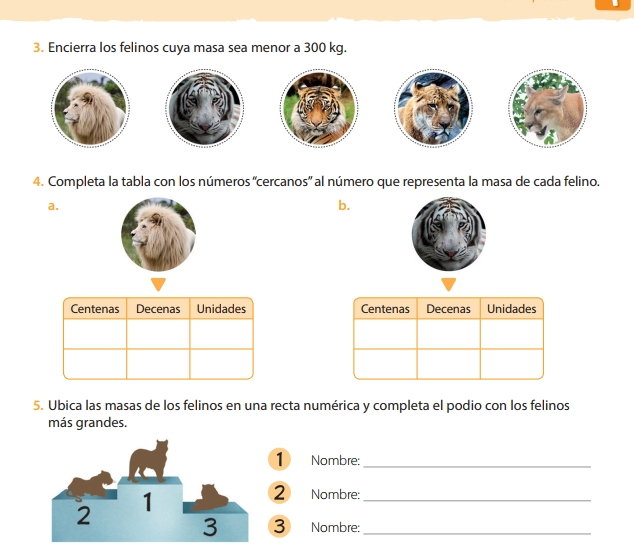 3. Encierra los felinos cuya masa sea menor a 300 kg.
4. Completa la tabla con los números “cercanos” al número que representa la masa de cada felino.
a.
b.
Centenas Decenas Unidades
Centenas Decenas Unidades
5. Ubica las masas de los felinos en una recta numérica y completa el podio con los felinos
más grandes.
2 1 3
1 Nombre:
2 Nombre:
3 Nombre: